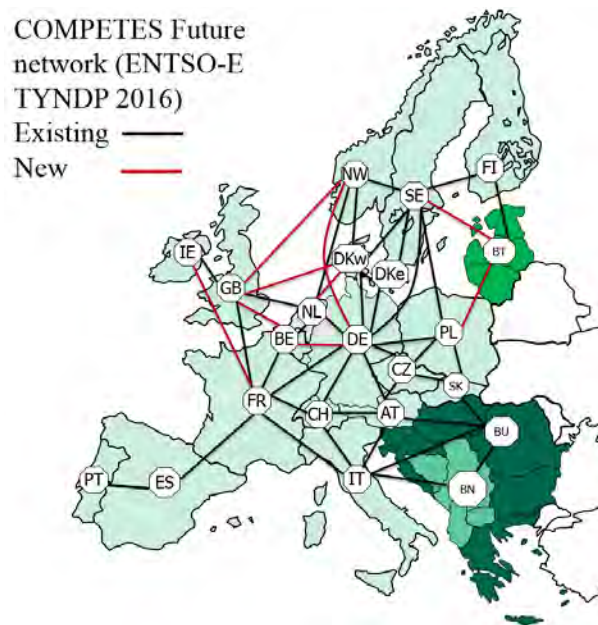 COMPETES Future
network (ENTSO-E
TYNDP 2016)
Existing
New
NW
FI
SE
IE
BT
DKw
DKe
GB
NL
BE
DE
PL
CZ
SK
FR
CH
AT
BU
PT
ES
IT
BN